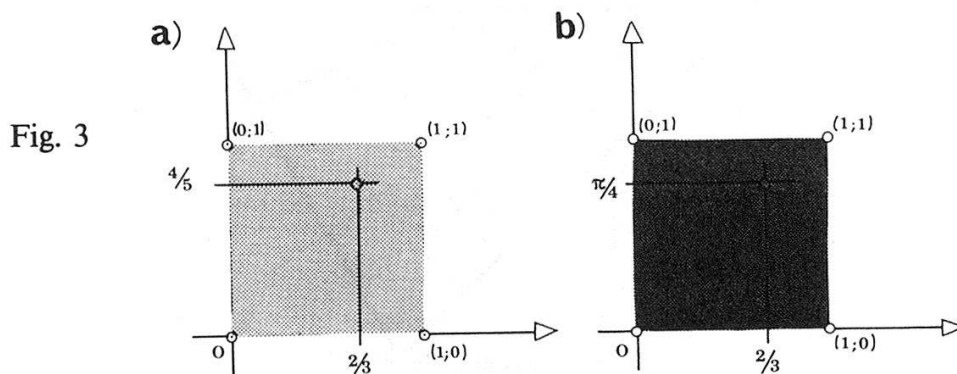 Fig. 3
a)
(0;1)
(1;1)
4/5
O
2/3
(1;0)
b)
(0;1)
(1;1)
π/4
O
2/3
(1;0)